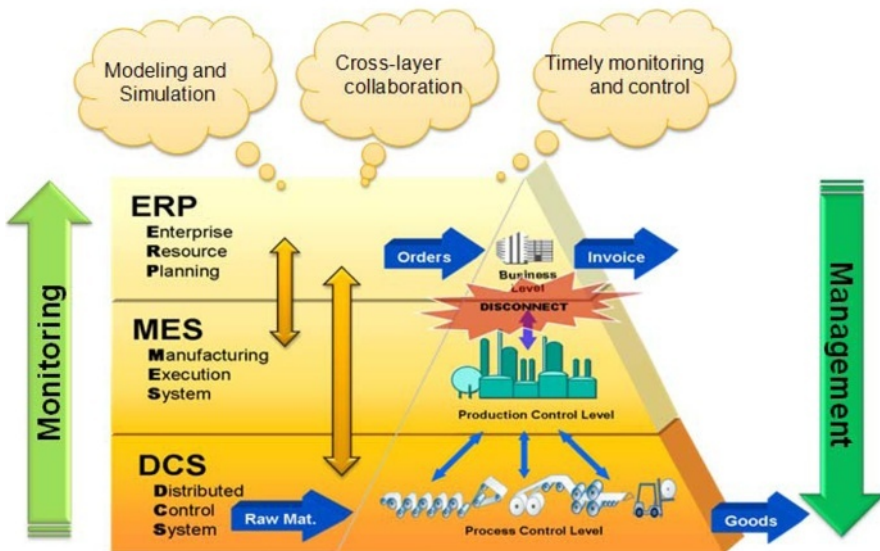 Modeling and
Simulation
Cross-layer
collaboration
Timely monitoring
and control
Monitoring
Management
ERP
Enterprise
Resource
Planning
Orders
Invoice
Business
Level
DISCONNECT
MES
Manufacturing
Execution
System
Production Control Level
DCS
Distributed
Control
System
Raw Mat.
Process Control Level
Goods